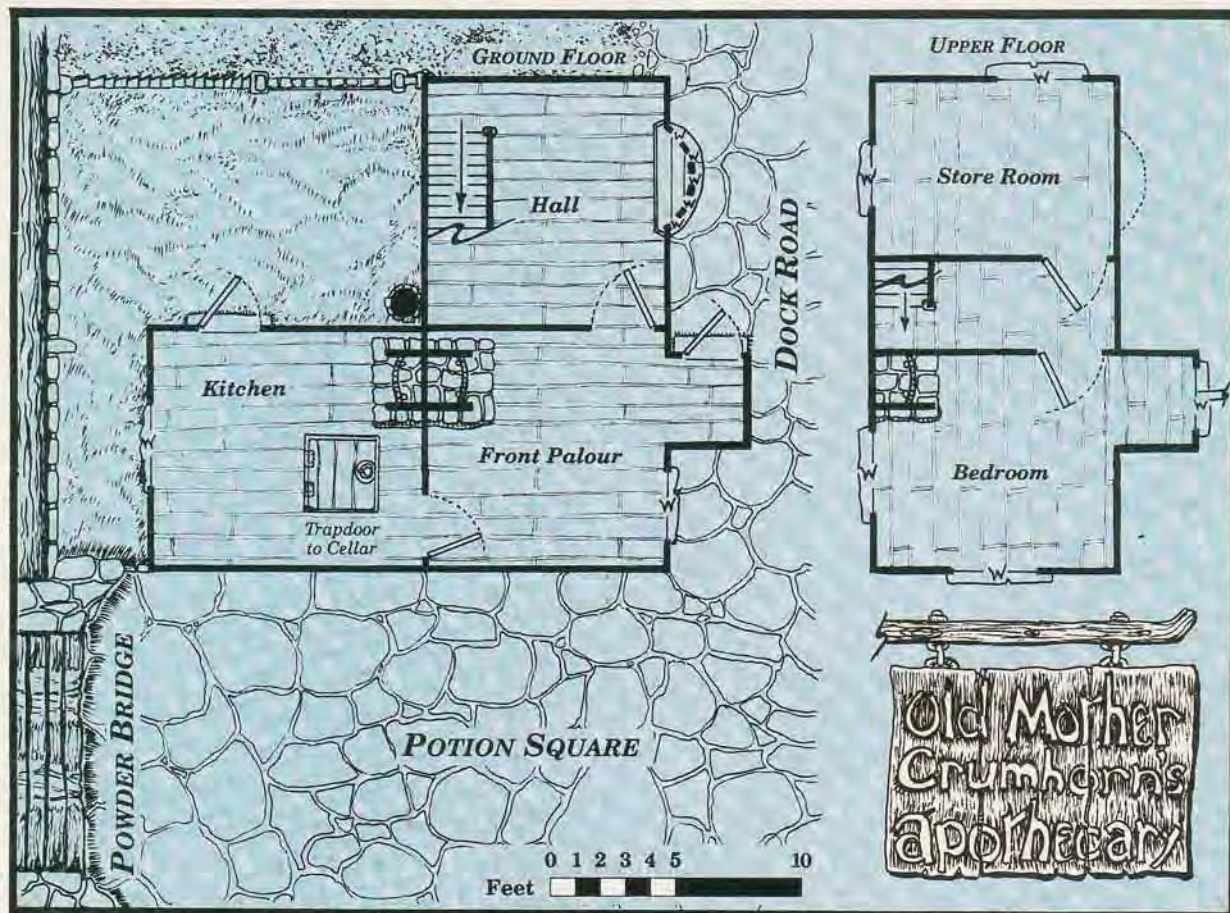 GROUND FLOOR
Hall
DOCK ROAD
Kitchen
Front Palour
W
W
Trapdoor
to Cellar
POWDER BRIDGE
POTION SQUARE
0 1 2 3 4 5 10
Feet
UPPER FLOOR
W
W
Store Room
W
W
Bedroom
W
Old Mother
Crumhorn's
apothecary